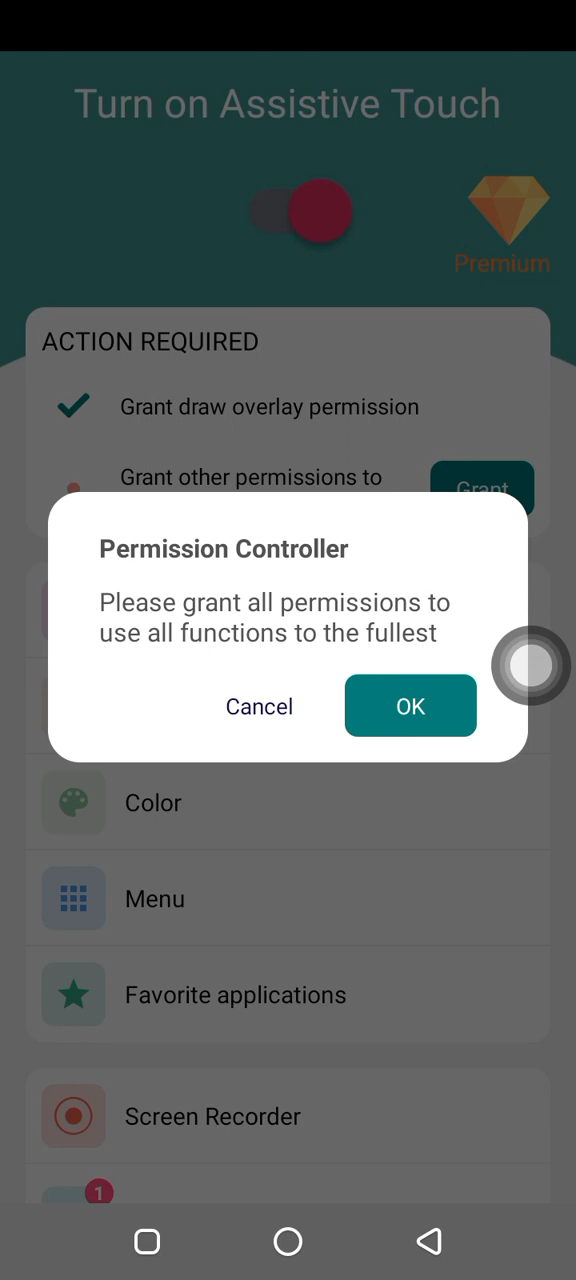 Turn on Assistive Touch
Premium
ACTION REQUIRED
Grant draw overlay permission
Grant other permissions to
Grant
Permission Controller
Please grant all permissions to
use all functions to the fullest
Cancel
OK
Color
Menu
Favorite applications
Screen Recorder
1